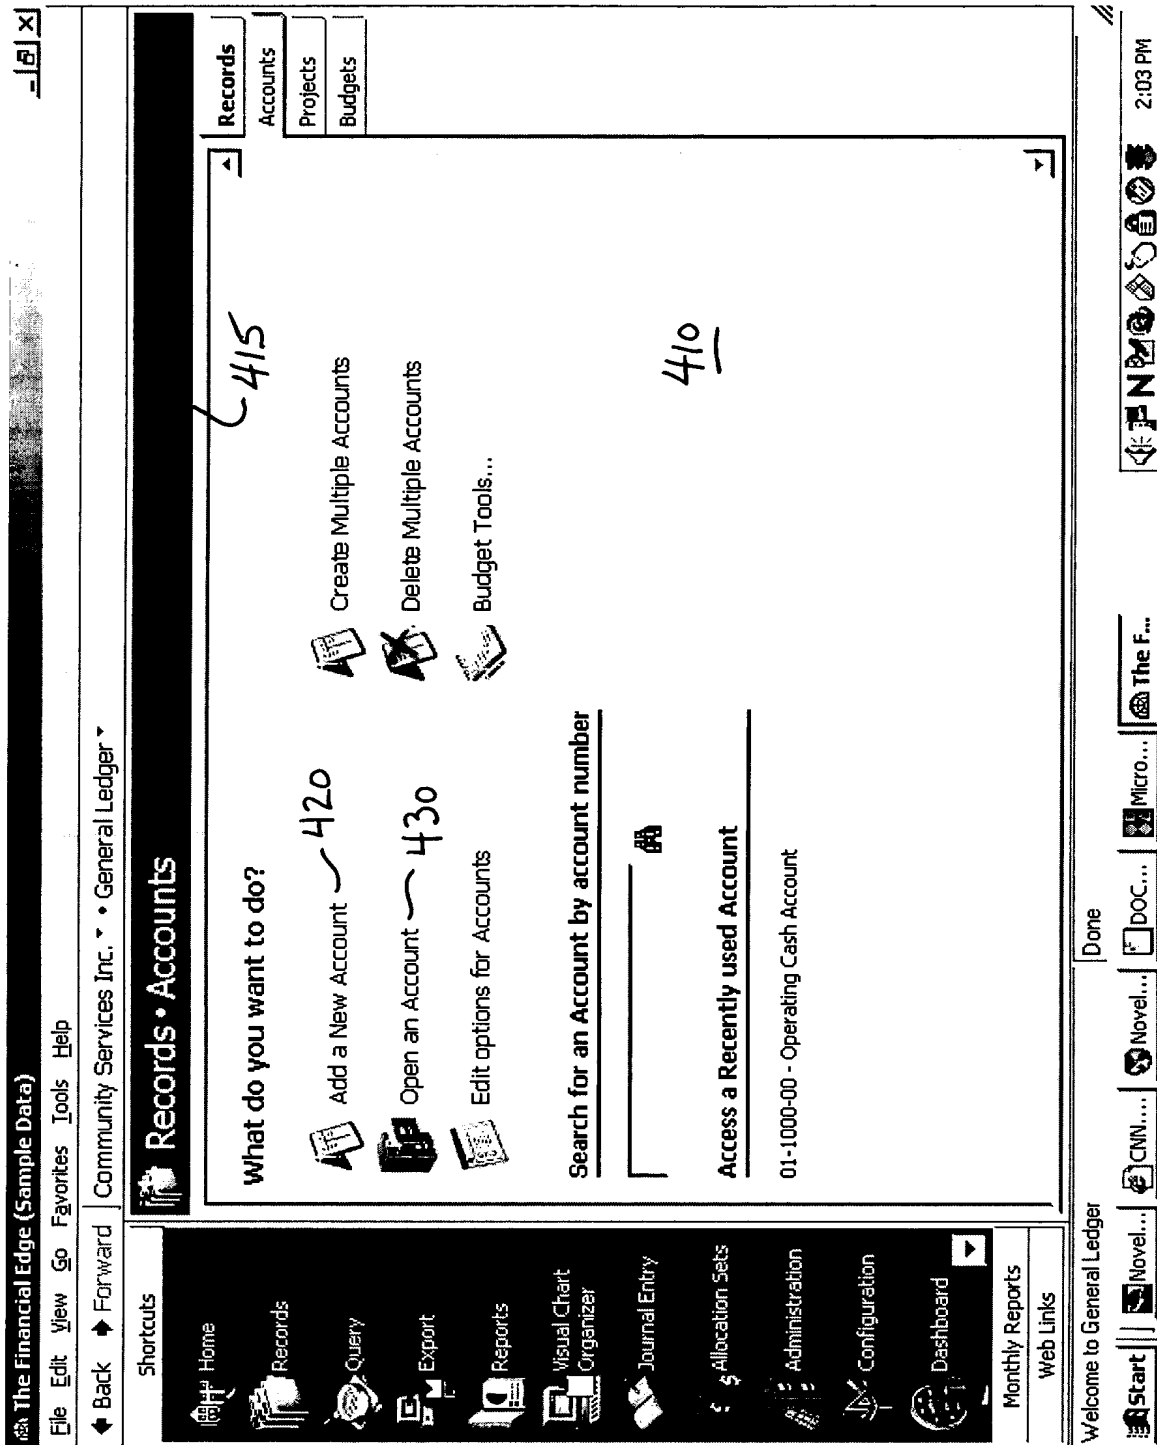 The Financial Edge (Sample Data)
File Edit View Go Favorites Tools Help
Back Forward Community Services Inc. • General Ledger
Shortcuts
Home
Records
Query
Export
Reports
Visual Chart
Organizer
Journal Entry
Allocation Sets
Administration
Configuration
Dashboard
Monthly Reports
Web Links
Records • Accounts
Records
Accounts
Projects
Budgets
415
What do you want to do?
Add a New Account 420
Open an Account 430
Edit options for Accounts
Create Multiple Accounts
Delete Multiple Accounts
Budget Tools...
Search for an Account by account number
410
Access a Recently used Account
01-1000-00 - Operating Cash Account
Welcome to General Ledger Done
Start Novel... CNN.... Novel... DOC... Micro... The F... N 2:03 PM